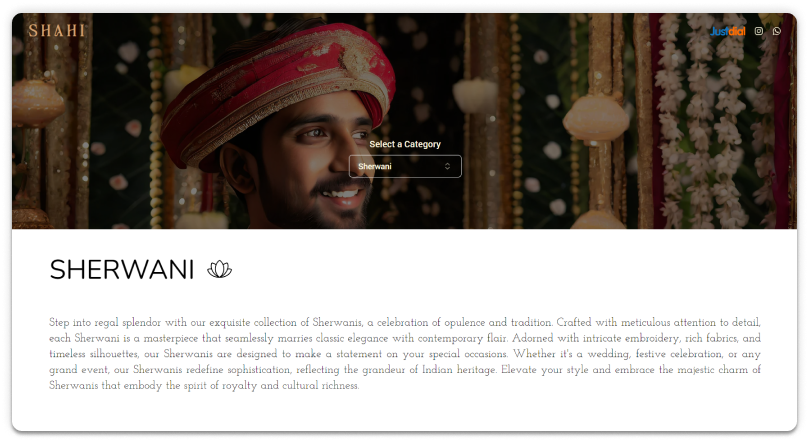 SHAHI
Justdial
Select a Category
Sherwani
SHERWANI
Step into regal splendor with our exquisite collection of Sherwanis, a celebration of opulence and tradition. Crafted with meticulous attention to detail,
each Sherwani is a masterpiece that seamlessly marries classic elegance with contemporary flair. Adorned with intricate embroidery, rich fabrics, and
timeless silhouettes, our Sherwanis are designed to make a statement on your special occasions. Whether it's a wedding, festive celebration, or any
grand event, our Sherwanis redefine sophistication, reflecting the grandeur of Indian heritage. Elevate your style and embrace the majestic charm of
Sherwanis that embody the spirit of royalty and cultural richness.